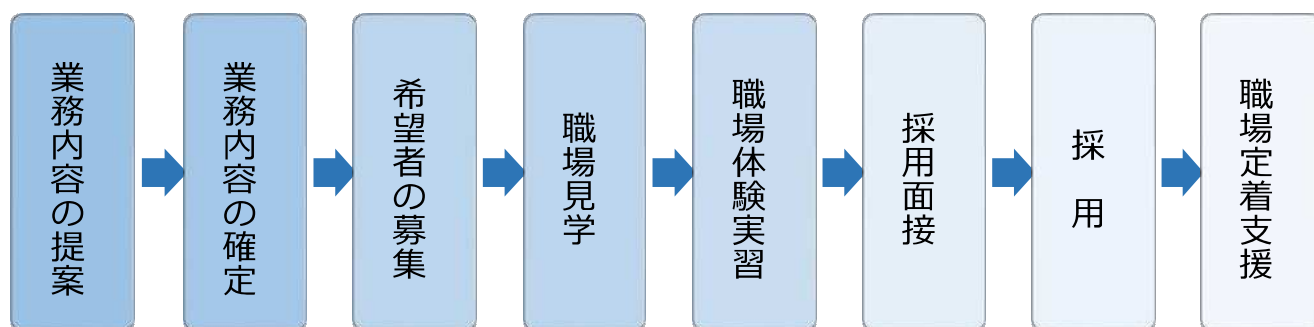 業務内容の提案
業務内容の確定
希望者の募集
職場見学
職場体験実習
採用面接
採用
職場定着支援